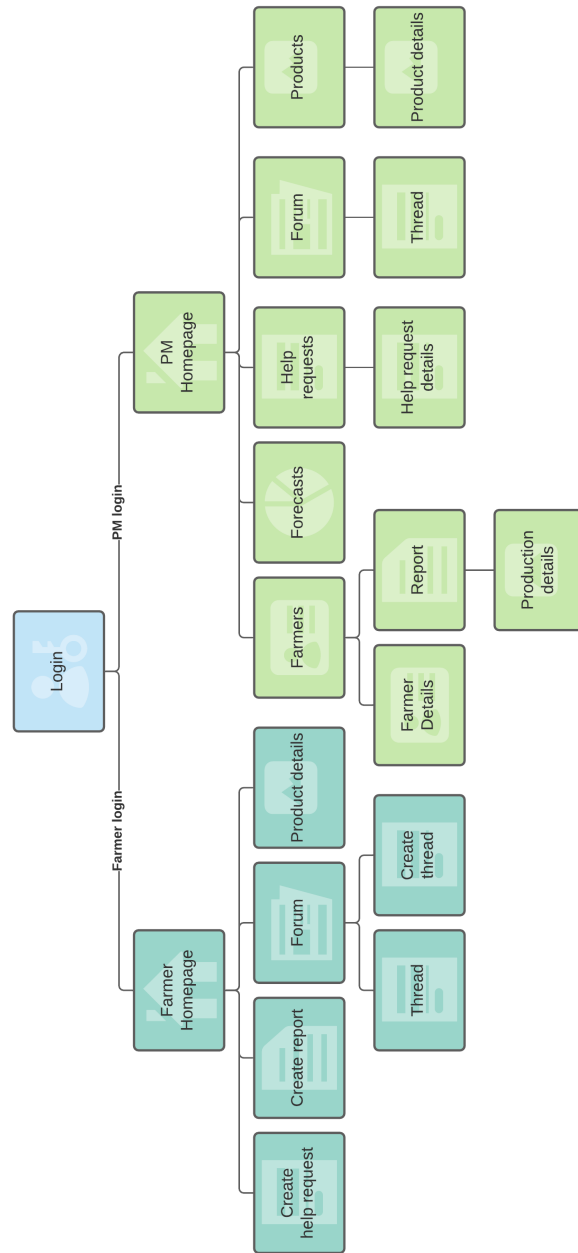 Login
Farmer login
PM login
Farmer
Homepage
PM
Homepage
Create
help request
Create report
Forum
Product details
Farmers
Forecasts
Help
requests
Forum
Products
Thread
Create
thread
Farmer
Details
Report
Help request
details
Thread
Product details
Production
details